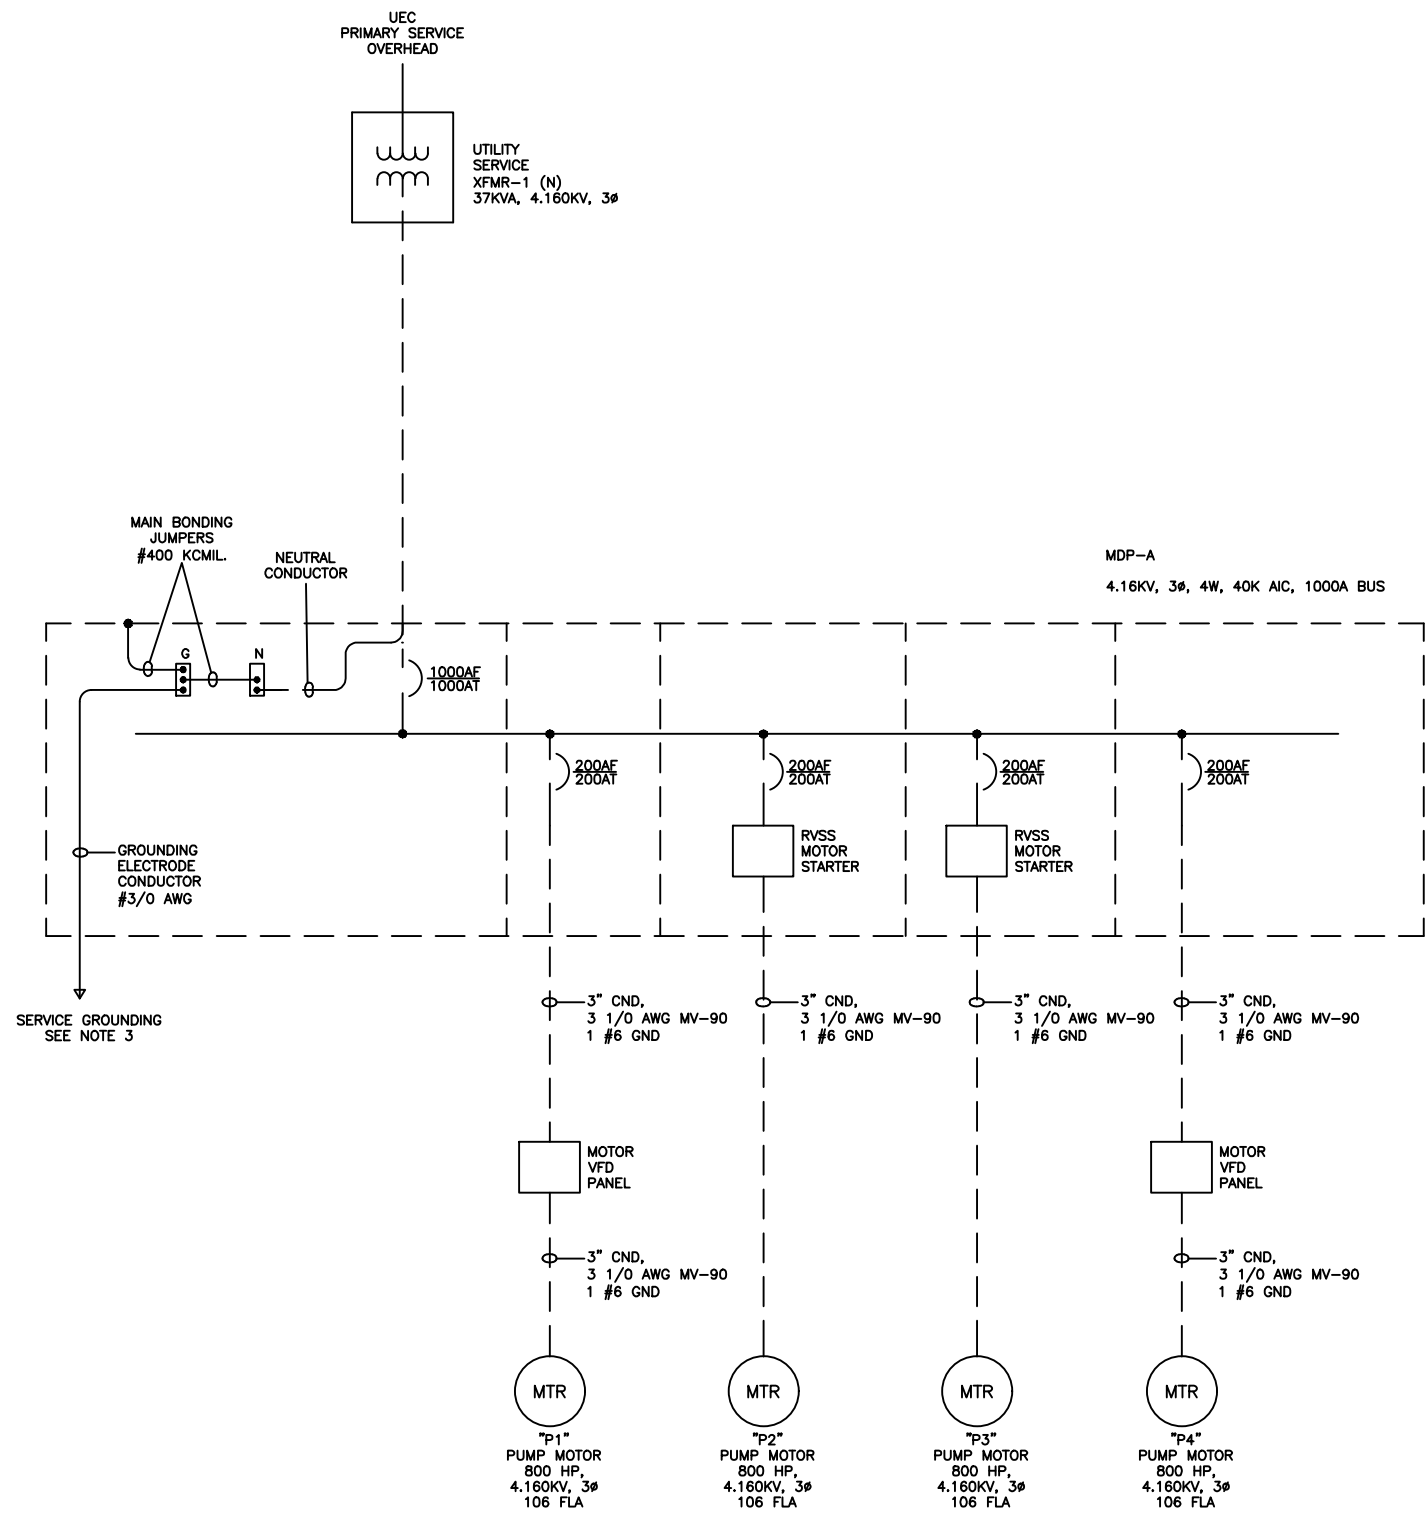 UEC
PRIMARY SERVICE
OVERHEAD
UTILITY
SERVICE
XFMR-1 (N)
37KVA, 4.160KV, 3ø
MAIN BONDING
JUMPERS
#400 KCMIL.
NEUTRAL
CONDUCTOR
MDP-A
4.16KV, 3ø, 4W, 40K AIC, 1000A BUS
G
N
1000AF
1000AT
200AF
200AT
200AF
200AT
200AF
200AT
200AF
200AT
RVSS
MOTOR
STARTER
RVSS
MOTOR
STARTER
GROUNDING
ELECTRODE
CONDUCTOR
#3/0 AWG
SERVICE GROUNDING
SEE NOTE 3
3" CND,
3 1/0 AWG MV-90
1 #6 GND
3" CND,
3 1/0 AWG MV-90
1 #6 GND
3" CND,
3 1/0 AWG MV-90
1 #6 GND
3" CND,
3 1/0 AWG MV-90
1 #6 GND
MOTOR
VFD
PANEL
MOTOR
VFD
PANEL
3" CND,
3 1/0 AWG MV-90
1 #6 GND
3" CND,
3 1/0 AWG MV-90
1 #6 GND
MTR
"P1"
PUMP MOTOR
800 HP,
4.160KV, 3ø
106 FLA
MTR
"P2"
PUMP MOTOR
800 HP,
4.160KV, 3ø
106 FLA
MTR
"P3"
PUMP MOTOR
800 HP,
4.160KV, 3ø
106 FLA
MTR
"P4"
PUMP MOTOR
800 HP,
4.160KV, 3ø
106 FLA